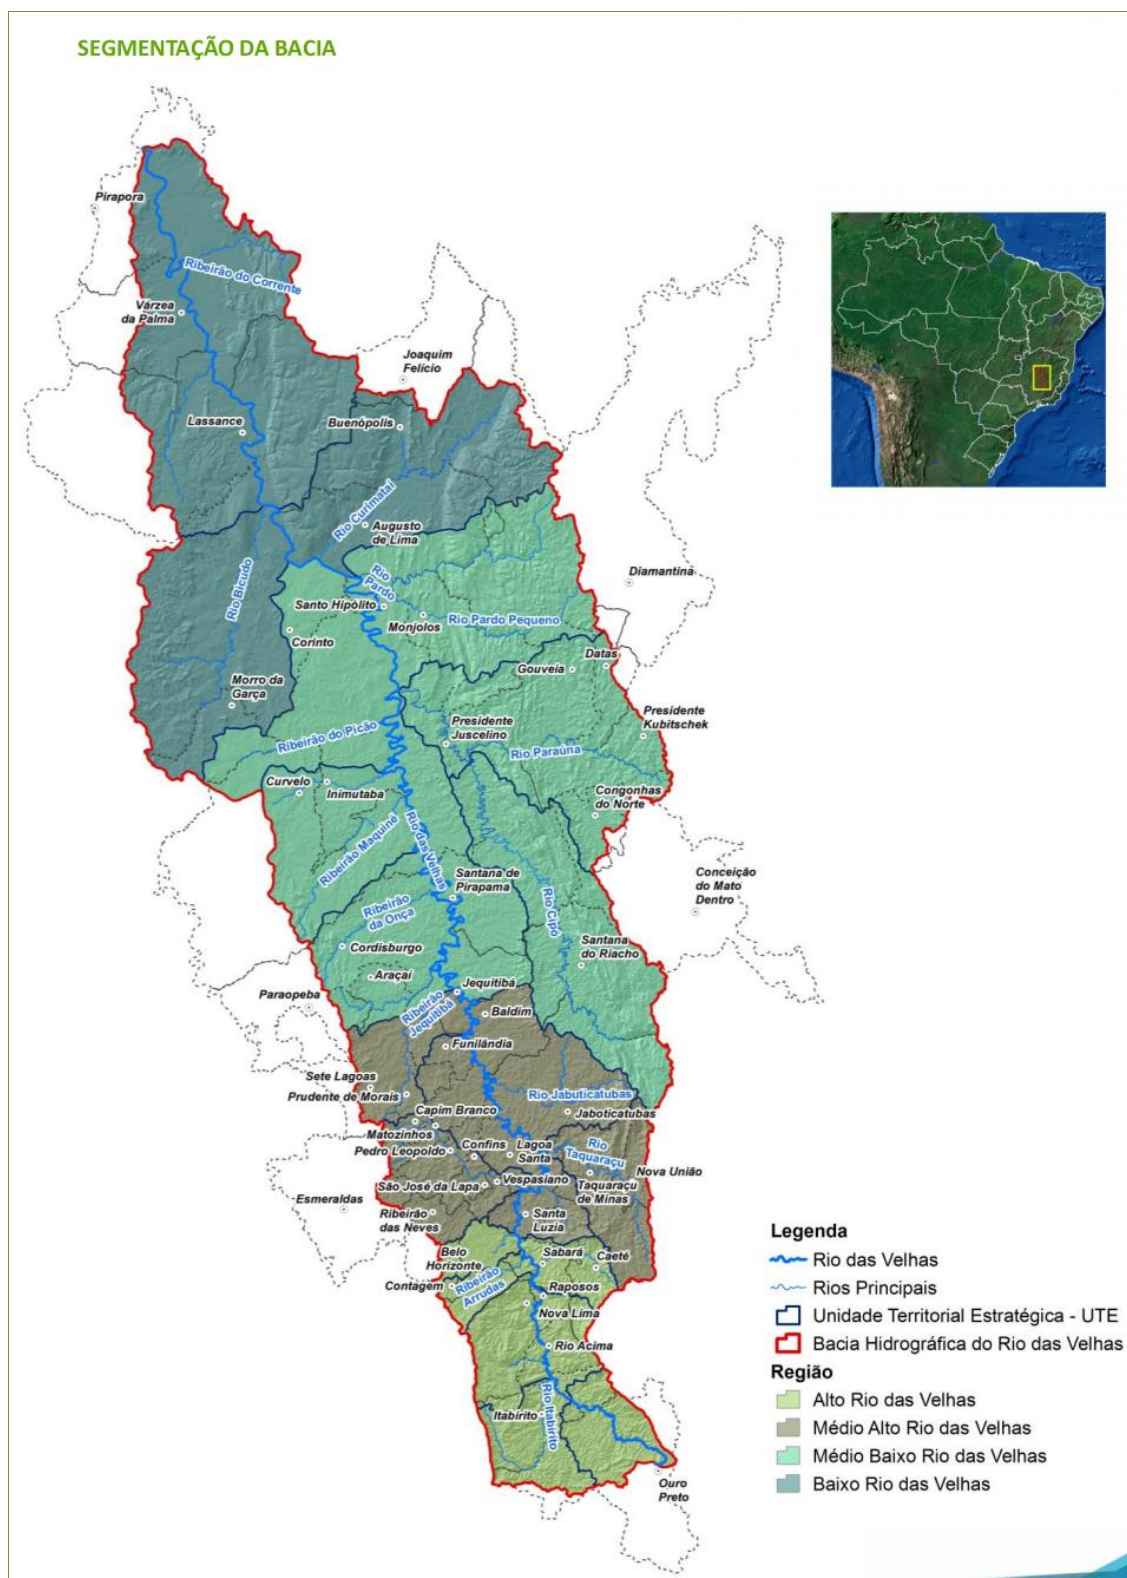 SEGMENTAÇÃO DA BACIA
Pirapora
Ribeirão do Corrente
Várzea
da Palma
Joaquim
Felício
Lassance
Buenópolis
Rio Curimataí
Augusto
de Lima
Rio Bicudo
Rio
Pardo
Diamantina
Santo Hipólito
Monjolos
Rio Pardo Pequeno
Corinto
Gouveia
Datas
Morro da
Garça
Presidente
Kubitschek
Presidente
Juscelino
Ribeirão do Picão
Rio Paraúna
Curvelo
Inimutaba
Congonhas
do Norte
Ribeirão Maquiné
Rio das Velhas
Santana de
Pirapama
Conceição
do Mato
Dentro
Ribeirão
da Onça
Rio Cipó
Cordisburgo
Santana
do Riacho
Araçaí
Jequitibá
Paraopeba
Ribeirão
Jequitibá
Baldim
Funilândia
Sete Lagoas
Prudente de Morais
Rio Jabuticatubas
Capim Branco
Jaboticatubas
Matozinhos
Pedro Leopoldo
Confins
Lagoa
Santa
Rio
Taquaraçu
Nova União
São José da Lapa
Vespasiano
Taquaraçu
de Minas
Esmeraldas
Ribeirão
das Neves
Santa
Luzia
Belo
Horizonte
Sabará
Caeté
Contagem
Ribeirão
Arrudas
Raposos
Nova Lima
Rio Acima
Itabirito
Rio Itabirito
Ouro
Preto
Legenda
Rio das Velhas
Rios Principais
Unidade Territorial Estratégica - UTE
Bacia Hidrográfica do Rio das Velhas
Região
Alto Rio das Velhas
Médio Alto Rio das Velhas
Médio Baixo Rio das Velhas
Baixo Rio das Velhas